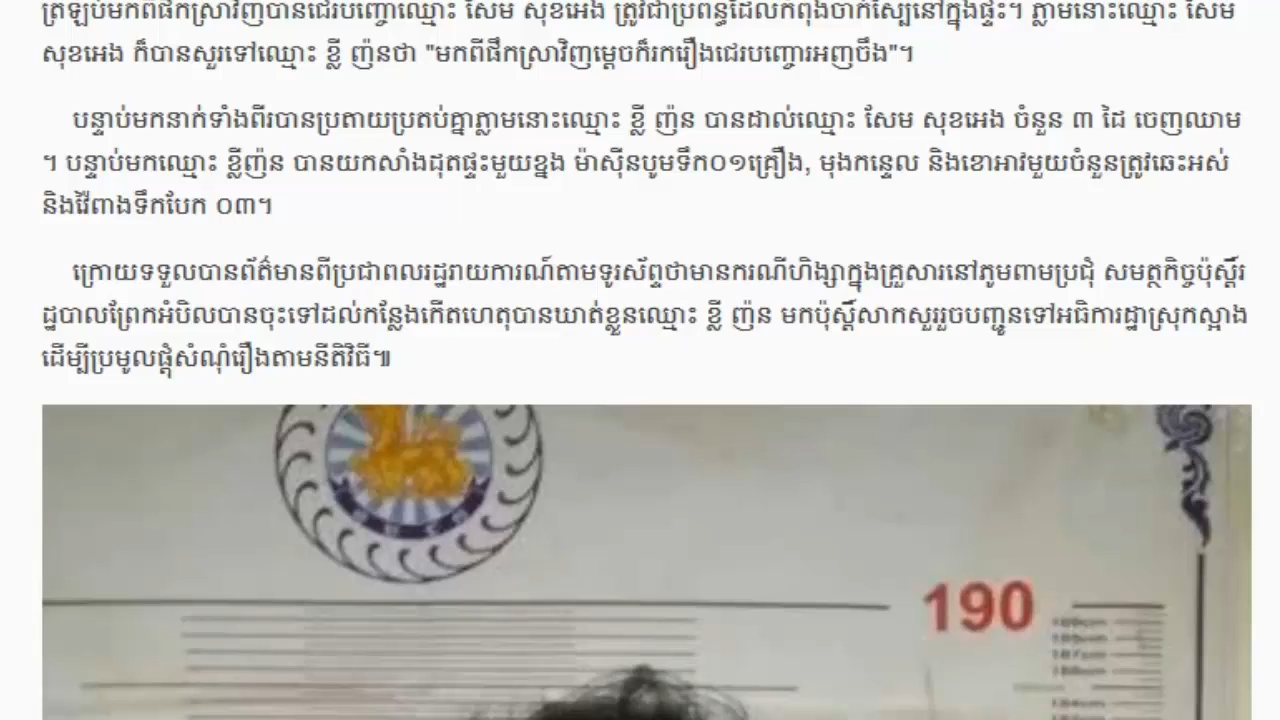 ត្រឡប់មកពីផឹកស្រាវិញបានជេរបញ្ចោឈ្មោះ សែម សុខអេង ត្រូវជាប្រពន្ធដែលកំពុងចាក់ស្បែនៅក្នុងផ្ទះ។ ភ្លាមនោះឈ្មោះ សែម
សុខអេង ក៏បានសួរទៅឈ្មោះ ខ្លី ញ៉នថា "មកពីផឹកស្រាវិញម្តេចក៏រករឿងជេរបញ្ចោរអញចឹង"។
បន្ទាប់មកនាក់ទាំងពីរបានប្រតាយប្រតប់គ្នាភ្លាមនោះឈ្មោះ ខ្លី ញ៉ន បានដាល់ឈ្មោះ សែម សុខអេង ចំនួន ៣ ដៃ ចេញឈាម
។ បន្ទាប់មកឈ្មោះ ខ្លីញ៉ន បានយកសាំងដុតផ្ទះមួយខ្នង ម៉ាស៊ីនបូមទឹក០១គ្រឿង, មុងកន្ទេល និងខោអាវមួយចំនួនត្រូវឆេះអស់
និងវ៉ៃពាងទឹកបែក ០៣។
ក្រោយទទួលបានព័ត៌មានពីប្រជាពលរដ្ឋរាយការណ៍តាមទូរស័ព្ទថាមានករណីហិង្សាក្នុងគ្រួសារនៅភូមពាមប្រជុំ សមត្ថកិច្ចប៉ុស្តិ៍រ
ដ្ឋបាលព្រែកអំបិលបានចុះទៅដល់កន្លែងកើតហេតុបានឃាត់ខ្លួនឈ្មោះ ខ្លី ញ៉ន មកប៉ុស្តិ៍សាកសួររួចបញ្ជូនទៅអធិការដ្ឋាស្រុកស្អាង
ដើម្បីប្រមូលផ្តុំសំណុំរឿងតាមនីតិវិធី៕
190